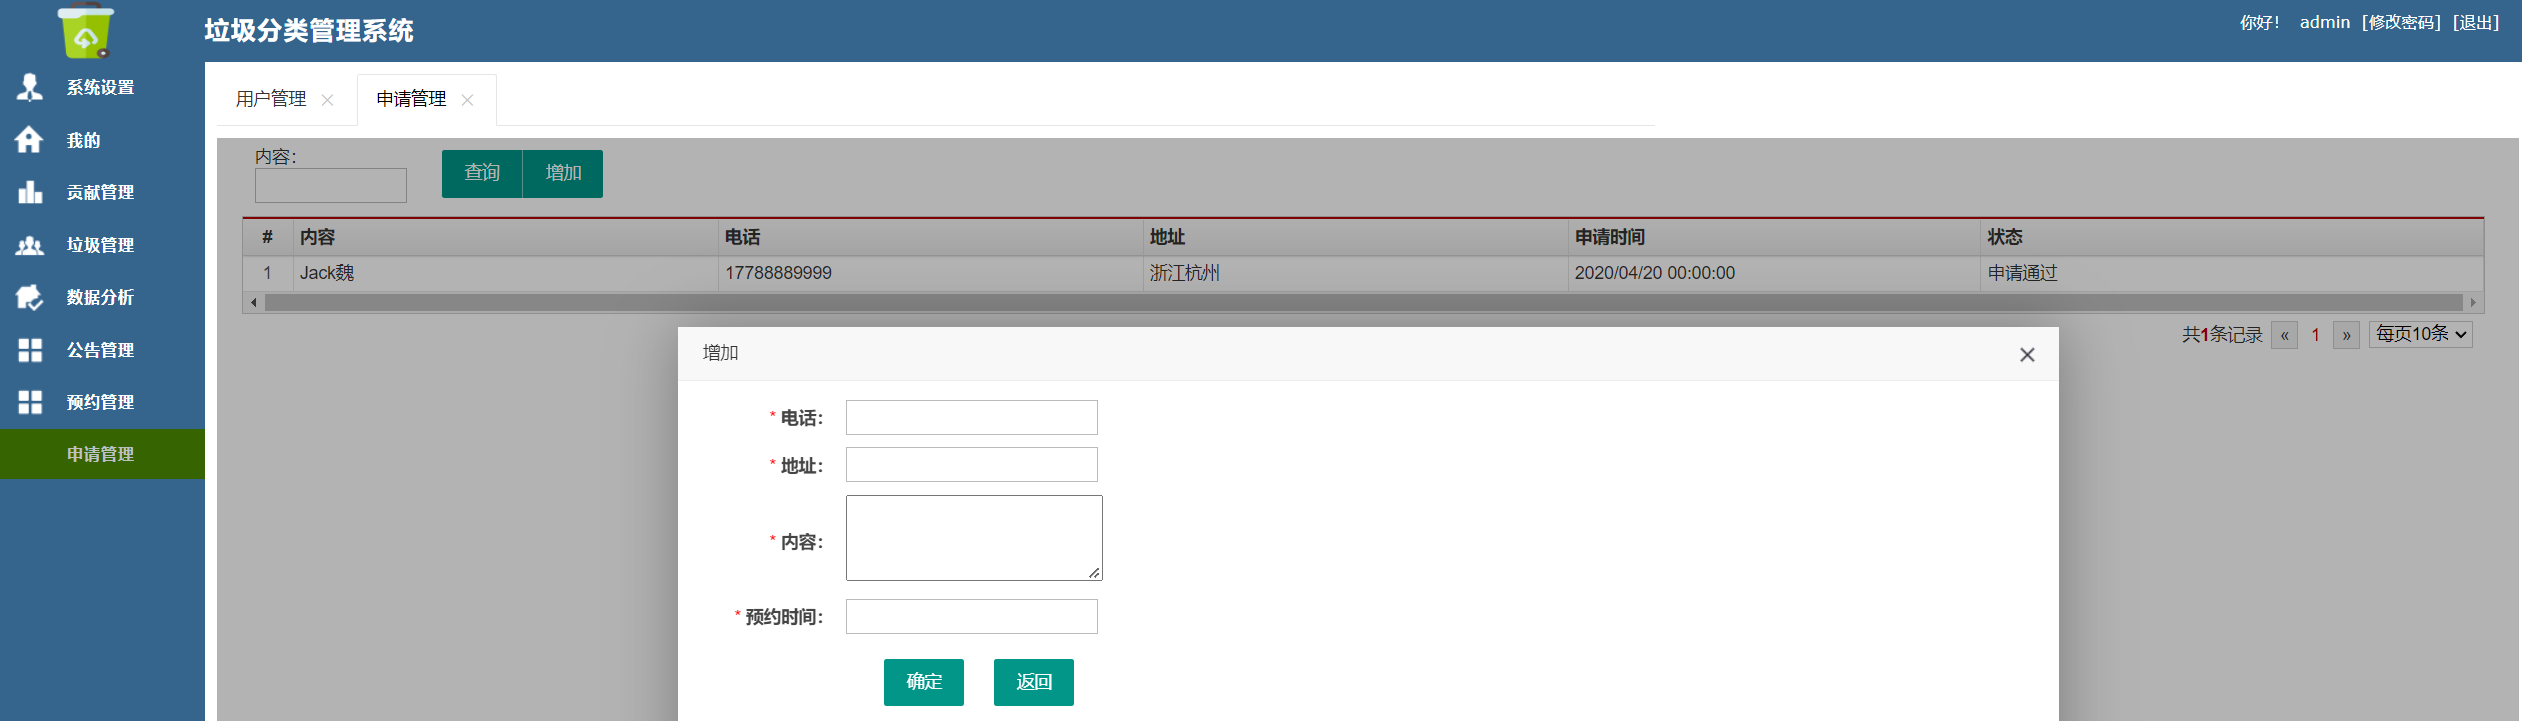 垃圾分类管理系统
你好！ admin [修改密码] [退出]
系统设置
我的
贡献管理
垃圾管理
数据分析
公告管理
预约管理
申请管理
用户管理 申请管理
内容：
查询 增加
# 内容 电话 地址 申请时间 状态
1 Jack魏 17788889999 浙江杭州 2020/04/20 00:00:00 申请通过
共1条记录 « 1 » 每页10条
增加
* 电话：
* 地址：
* 内容：
* 预约时间：
确定 返回